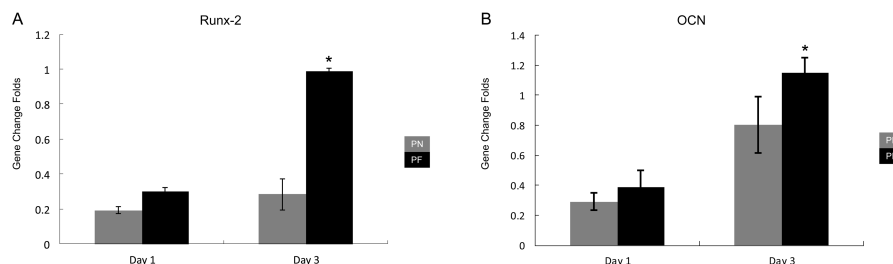 A
Runx-2
Gene Change Folds
1.2
1
0.8
0.6
0.4
0.2
0
*
Day 1
Day 3
PN
PF
B
OCN
Gene Change Folds
1.4
1.2
1
0.8
0.6
0.4
0.2
0
*
Day 1
Day 3